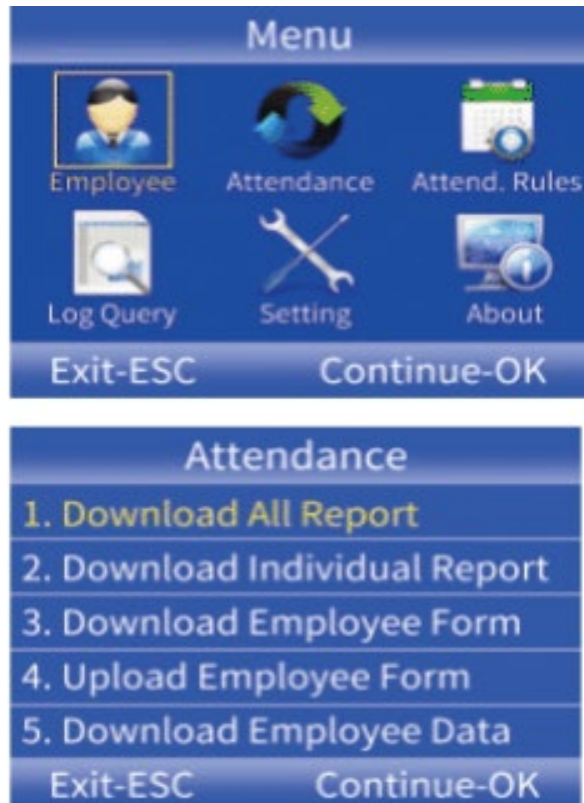 Menu
Employee Attendance Attend. Rules
Log Query Setting About
Exit-ESC Continue-OK
Attendance
1. Download All Report
2. Download Individual Report
3. Download Employee Form
4. Upload Employee Form
5. Download Employee Data
Exit-ESC Continue-OK